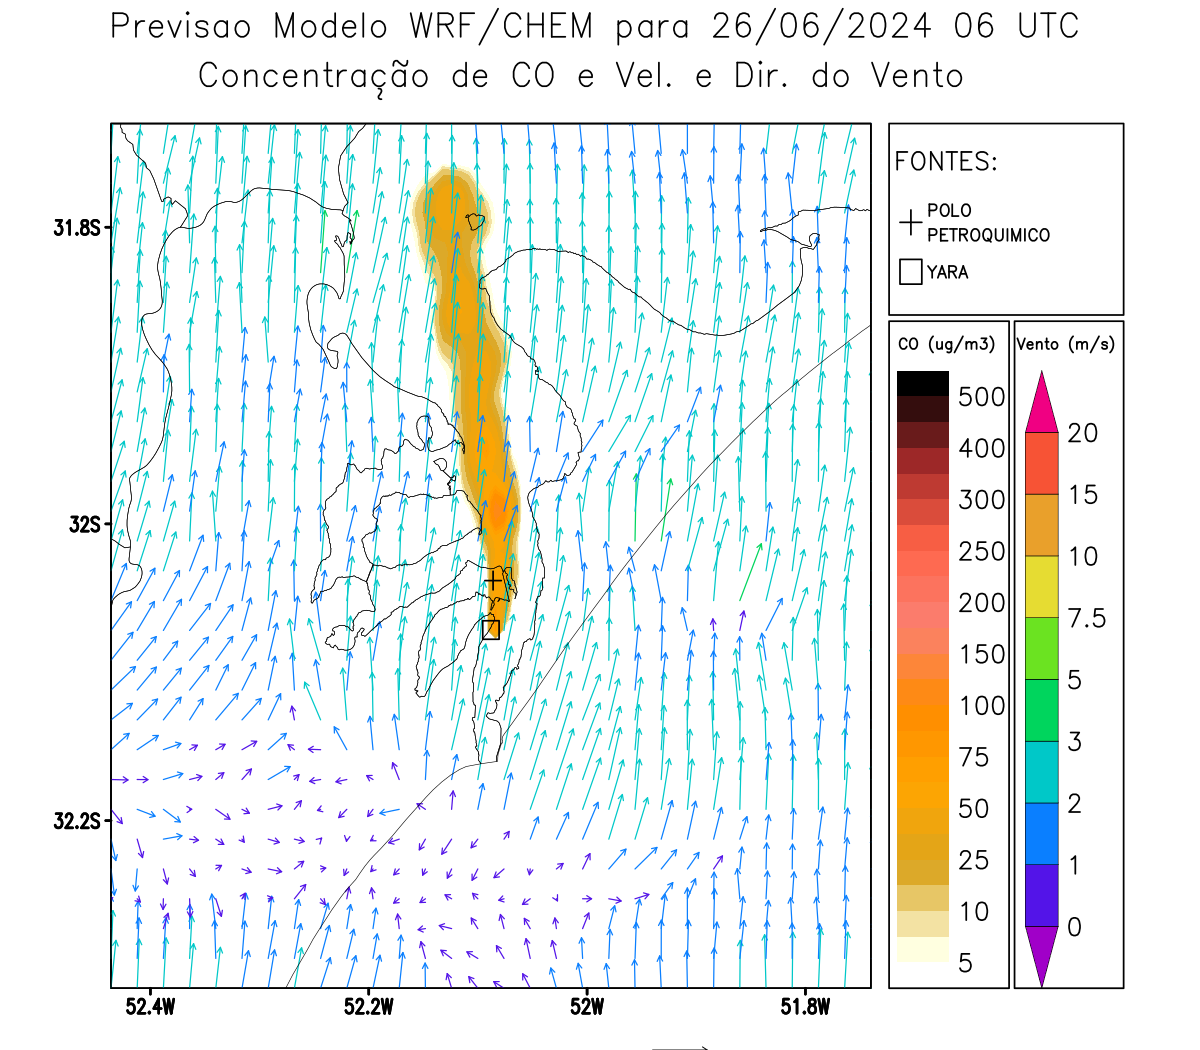 Previsao Modelo WRF/CHEM para 26/06/2024 06 UTC
Concentração de CO e Vel. e Dir. do Vento
FONTES:
POLO
PETROQUIMICO
YARA
CO (ug/m3)
500
400
300
250
200
150
100
75
50
25
10
5
Vento (m/s)
20
15
10
7.5
5
3
2
1
0
31.8S
32S
32.2S
52.4W
52.2W
52W
51.8W